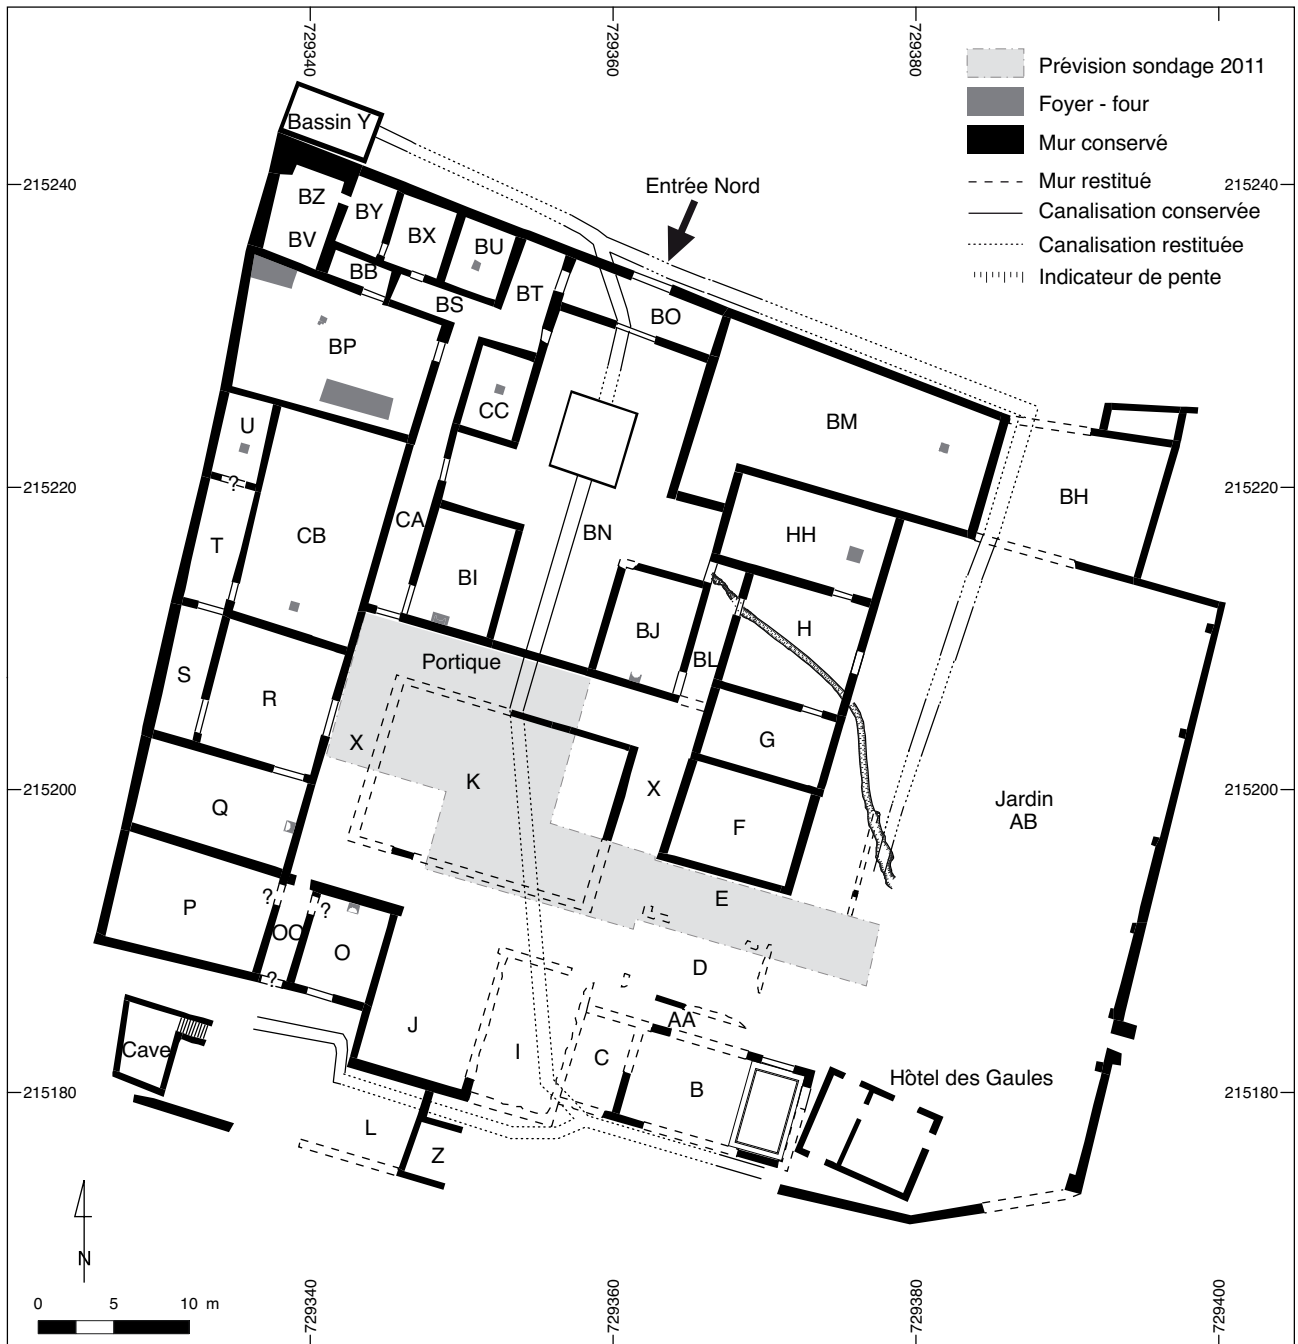 729340
729360
729380
Prévision sondage 2011
Foyer - four
Mur conservé
Mur restitué
Canalisation conservée
Canalisation restituée
Indicateur de pente
Bassin Y
215240
215240
Entrée Nord
BZ
BY
BX
BV
BU
BB
BS
BT
BO
BP
CC
BM
U
?
215220
215220
BH
CB
CA
BN
HH
T
BI
BJ
H
BL
Portique
S
R
X
G
K
X
215200
215200
Q
F
Jardin
AB
P
?
?
E
OO
O
?
D
J
AA
Cave
I
C
B
Hôtel des Gaules
215180
215180
L
Z
N
0 5 10 m
729340
729360
729380
729400